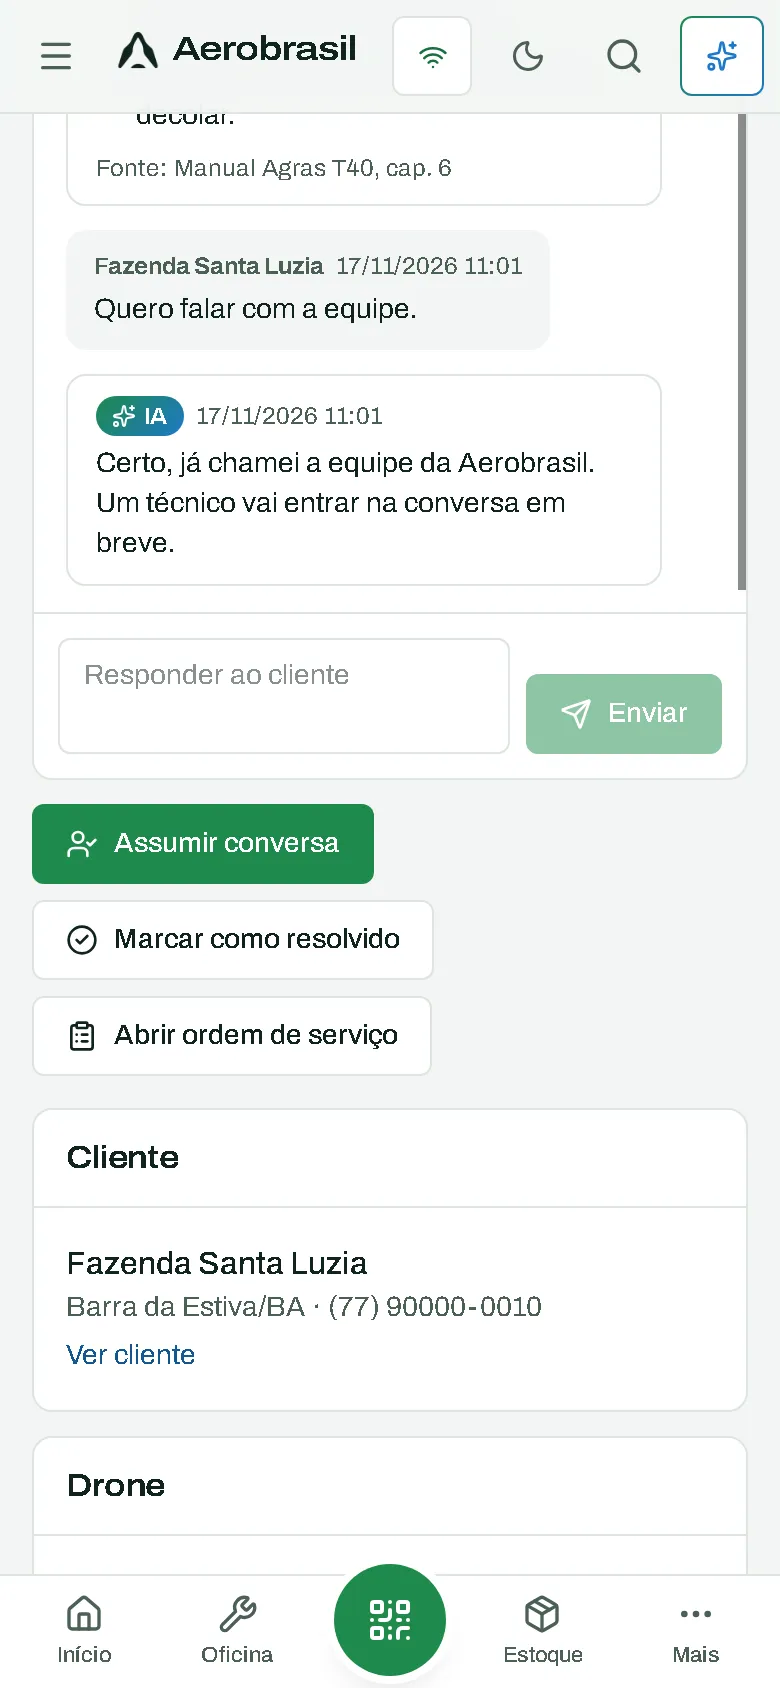 Aerobrasil
decolar.
Fonte: Manual Agras T40, cap. 6
Fazenda Santa Luzia 17/11/2026 11:01
Quero falar com a equipe.
IA 17/11/2026 11:01
Certo, já chamei a equipe da Aerobrasil.
Um técnico vai entrar na conversa em
breve.
Responder ao cliente
Enviar
Assumir conversa
Marcar como resolvido
Abrir ordem de serviço
Cliente
Fazenda Santa Luzia
Barra da Estiva/BA · (77) 90000-0010
Ver cliente
Drone
Início
Oficina
Estoque
Mais